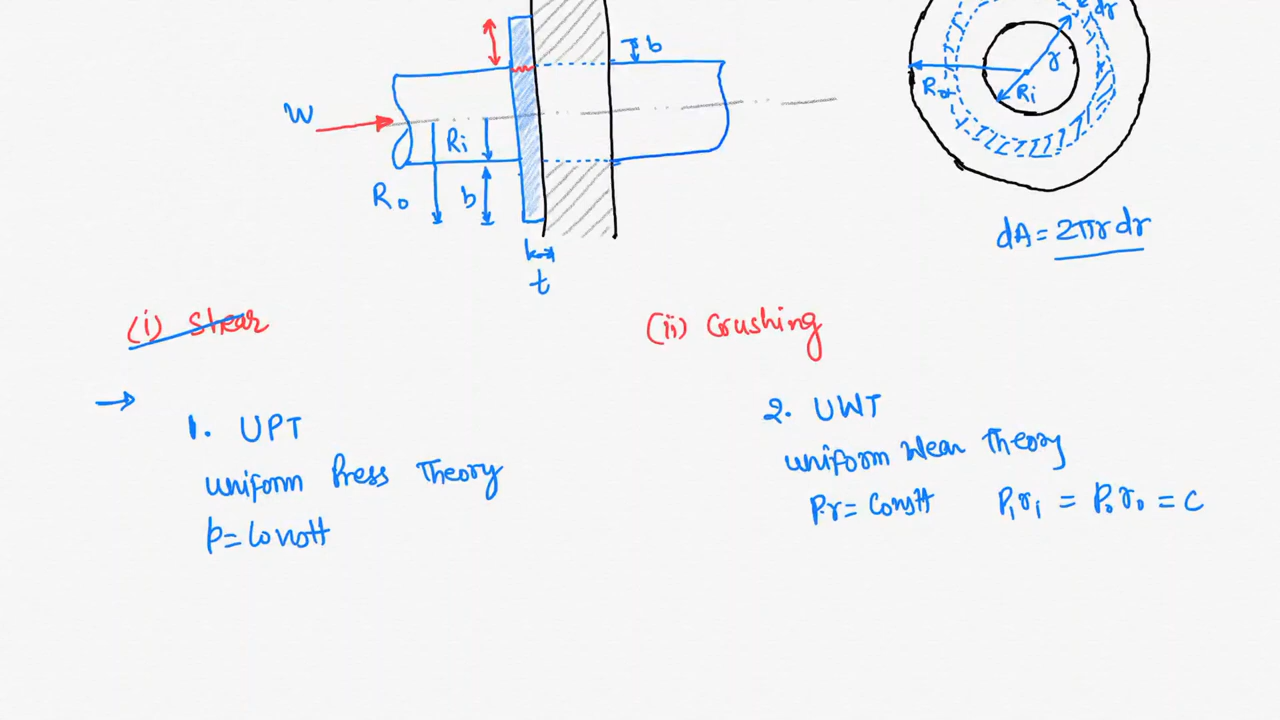 b
dr
r
W
Ri
Ro
Ri
Ro
b
t
dA = 2πr dr
(i) Shear
(ii) Crushing
→
1. UPT
uniform Press Theory
p = Constt
2. UWT
uniform Wear Theory
P.r = Constt P₁r₁ = P₀r₀ = C